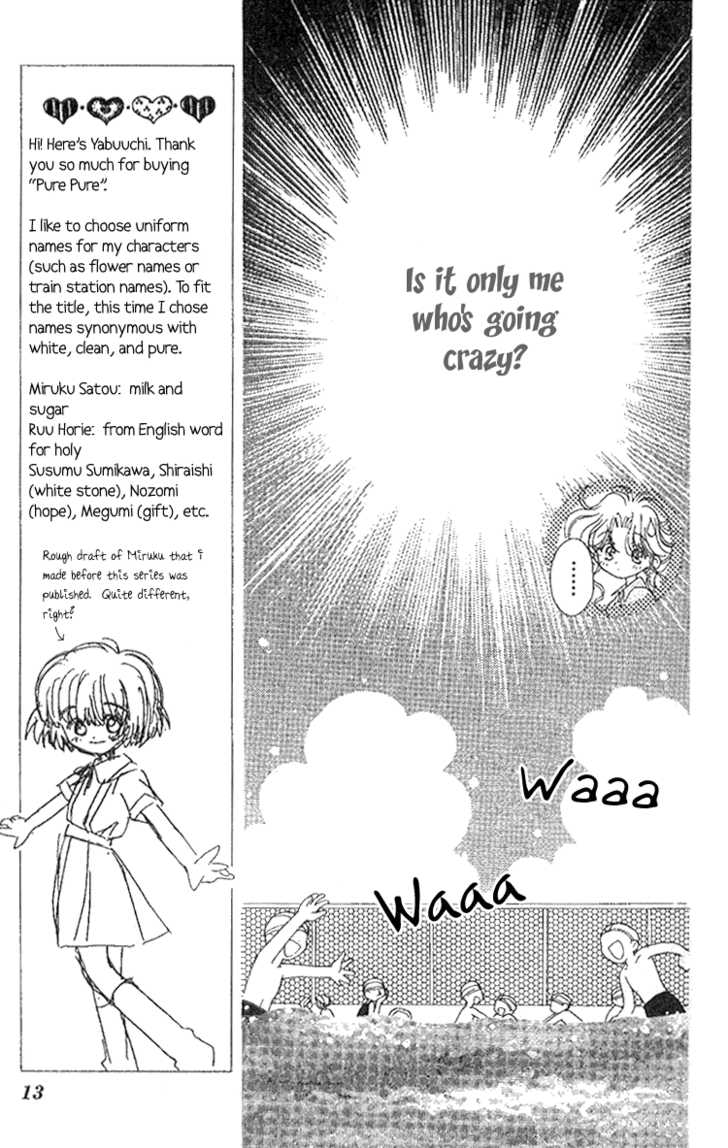 Hi! Here's Yabuuchi. Thank
you so much for buying
"Pure Pure".
I like to choose uniform
names for my characters
(such as flower names or
train station names). To fit
the title, this time I chose
names synonymous with
white, clean, and pure.
Miruku Satou: milk and
sugar
Ruu Horie: from English word
for holy
Susumu Sumikawa, Shiraishi
(white stone), Nozomi
(hope), Megumi (gift), etc.
Rough draft of Miruku that I
made before this series was
published. Quite different,
right?
13
Is it only me
who's going
crazy?
......
Waaa
Waaa